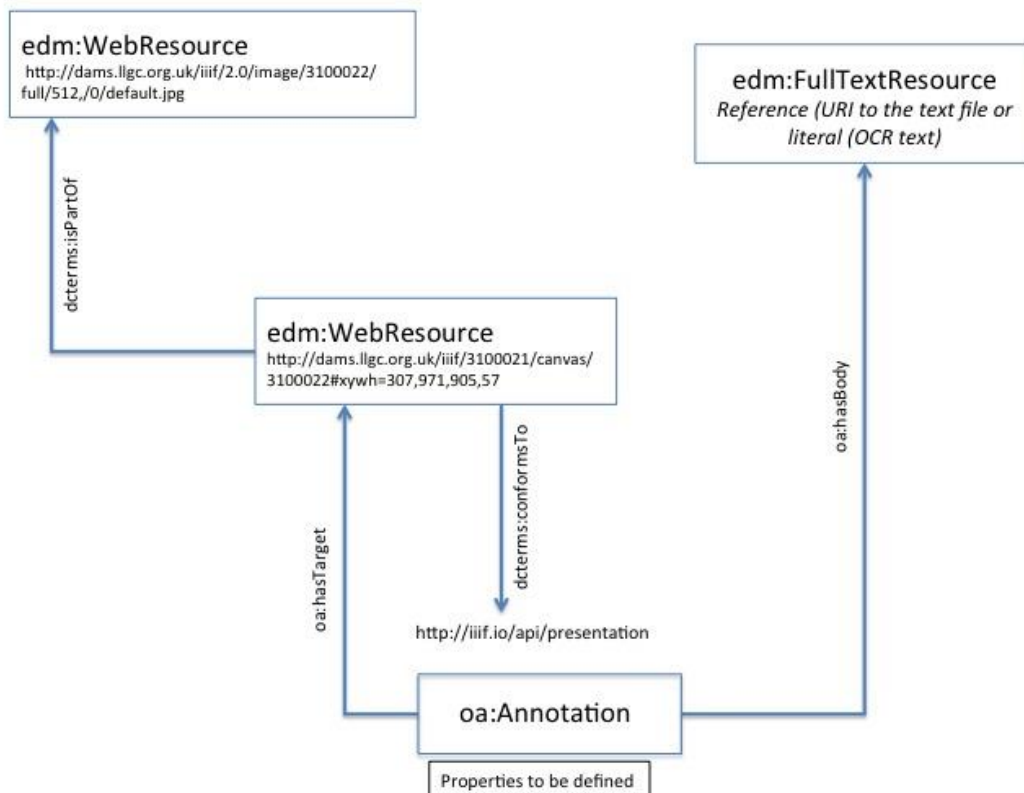 edm:WebResource
http://dams.llgc.org.uk/iiif/2.0/image/3100022/
full/512,/0/default.jpg
edm:FullTextResource
Reference (URI to the text file or
literal (OCR text)
dcterms:isPartOf
edm:WebResource
http://dams.llgc.org.uk/iiif/3100021/canvas/
3100022#xywh=307,971,905,57
oa:hasBody
oa:hasTarget
dcterms:conformsTo
http://iiif.io/api/presentation
oa:Annotation
Properties to be defined